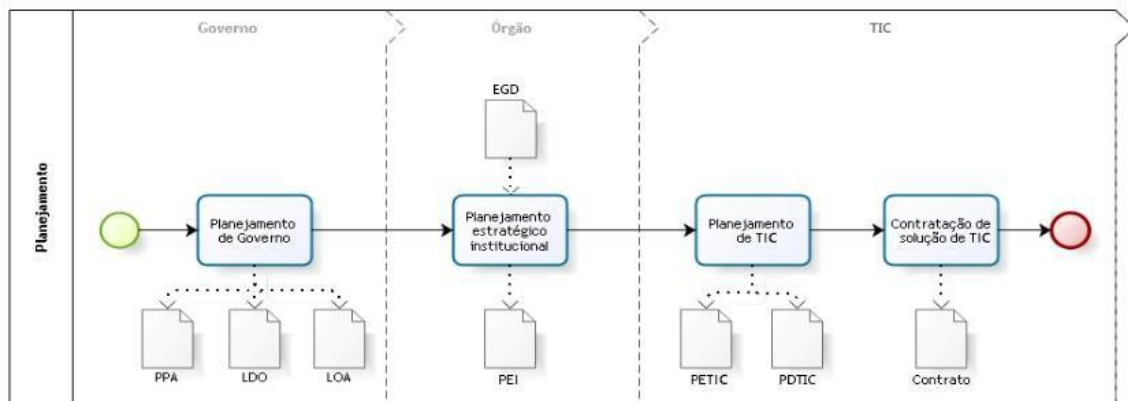 Governo
Órgão
TIC
Planejamento
EGD
Planejamento
de Governo
Planejamento
estratégico
institucional
Planejamento
de TIC
Contratação de
solução de TIC
PPA
LDO
LOA
PEI
PETIC
PDTIC
Contrato